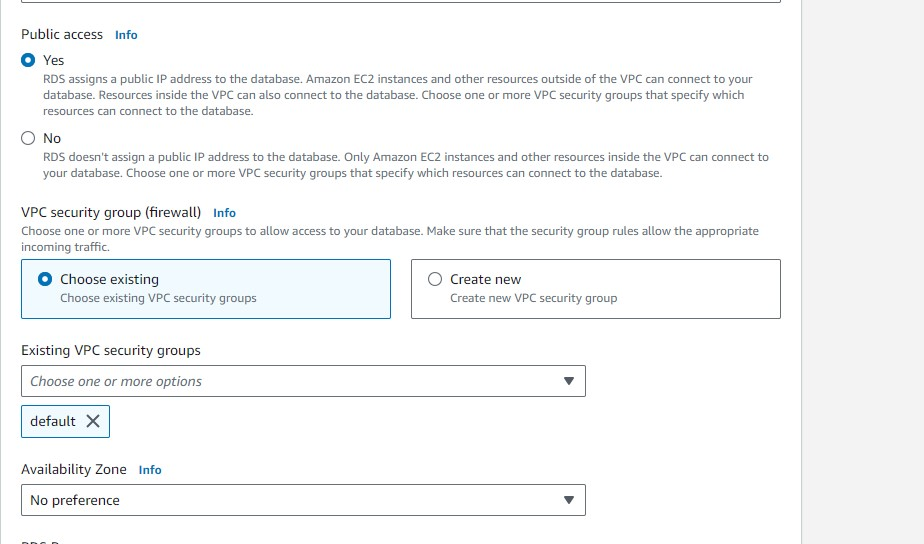 Public access Info
Yes
RDS assigns a public IP address to the database. Amazon EC2 instances and other resources outside of the VPC can connect to your
database. Resources inside the VPC can also connect to the database. Choose one or more VPC security groups that specify which
resources can connect to the database.
No
RDS doesn't assign a public IP address to the database. Only Amazon EC2 instances and other resources inside the VPC can connect to
your database. Choose one or more VPC security groups that specify which resources can connect to the database.
VPC security group (firewall) Info
Choose one or more VPC security groups to allow access to your database. Make sure that the security group rules allow the appropriate
incoming traffic.
Choose existing
Choose existing VPC security groups
Create new
Create new VPC security group
Existing VPC security groups
Choose one or more options
default
Availability Zone Info
No preference